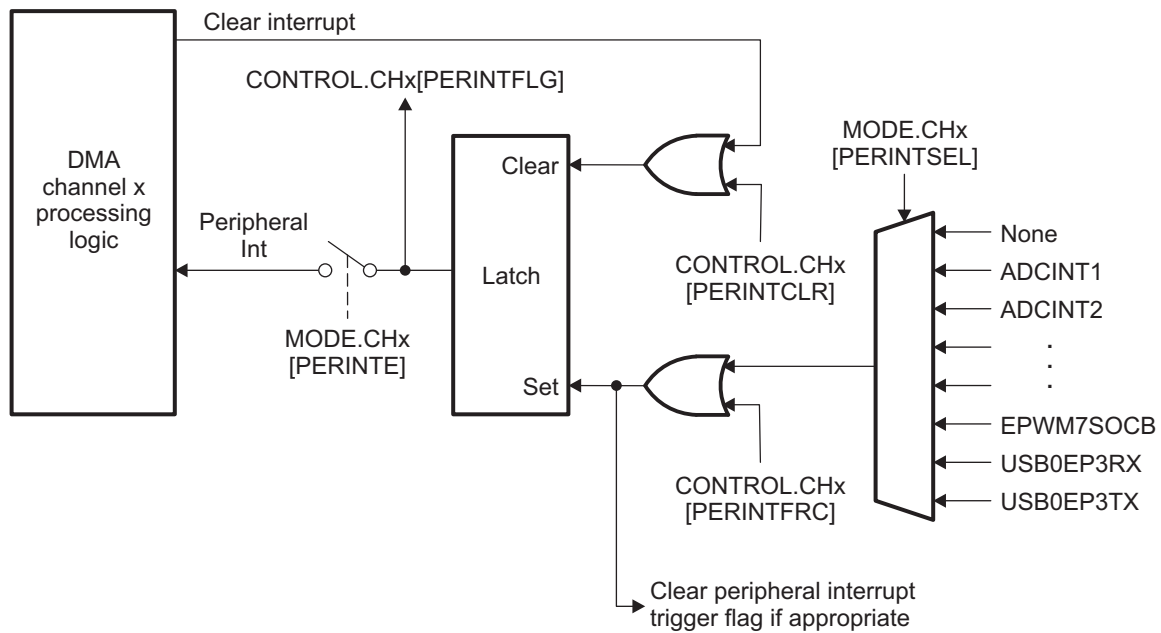 Clear interrupt
CONTROL.CHx[PERINTFLG]
DMA
channel x
processing
logic
Peripheral
Int
MODE.CHx
[PERINTE]
Clear
Latch
Set
CONTROL.CHx
[PERINTCLR]
CONTROL.CHx
[PERINTFRC]
Clear peripheral interrupt
trigger flag if appropriate
MODE.CHx
[PERINTSEL]
None
ADCINT1
ADCINT2
.
.
.
EPWM7SOCB
USB0EP3RX
USB0EP3TX